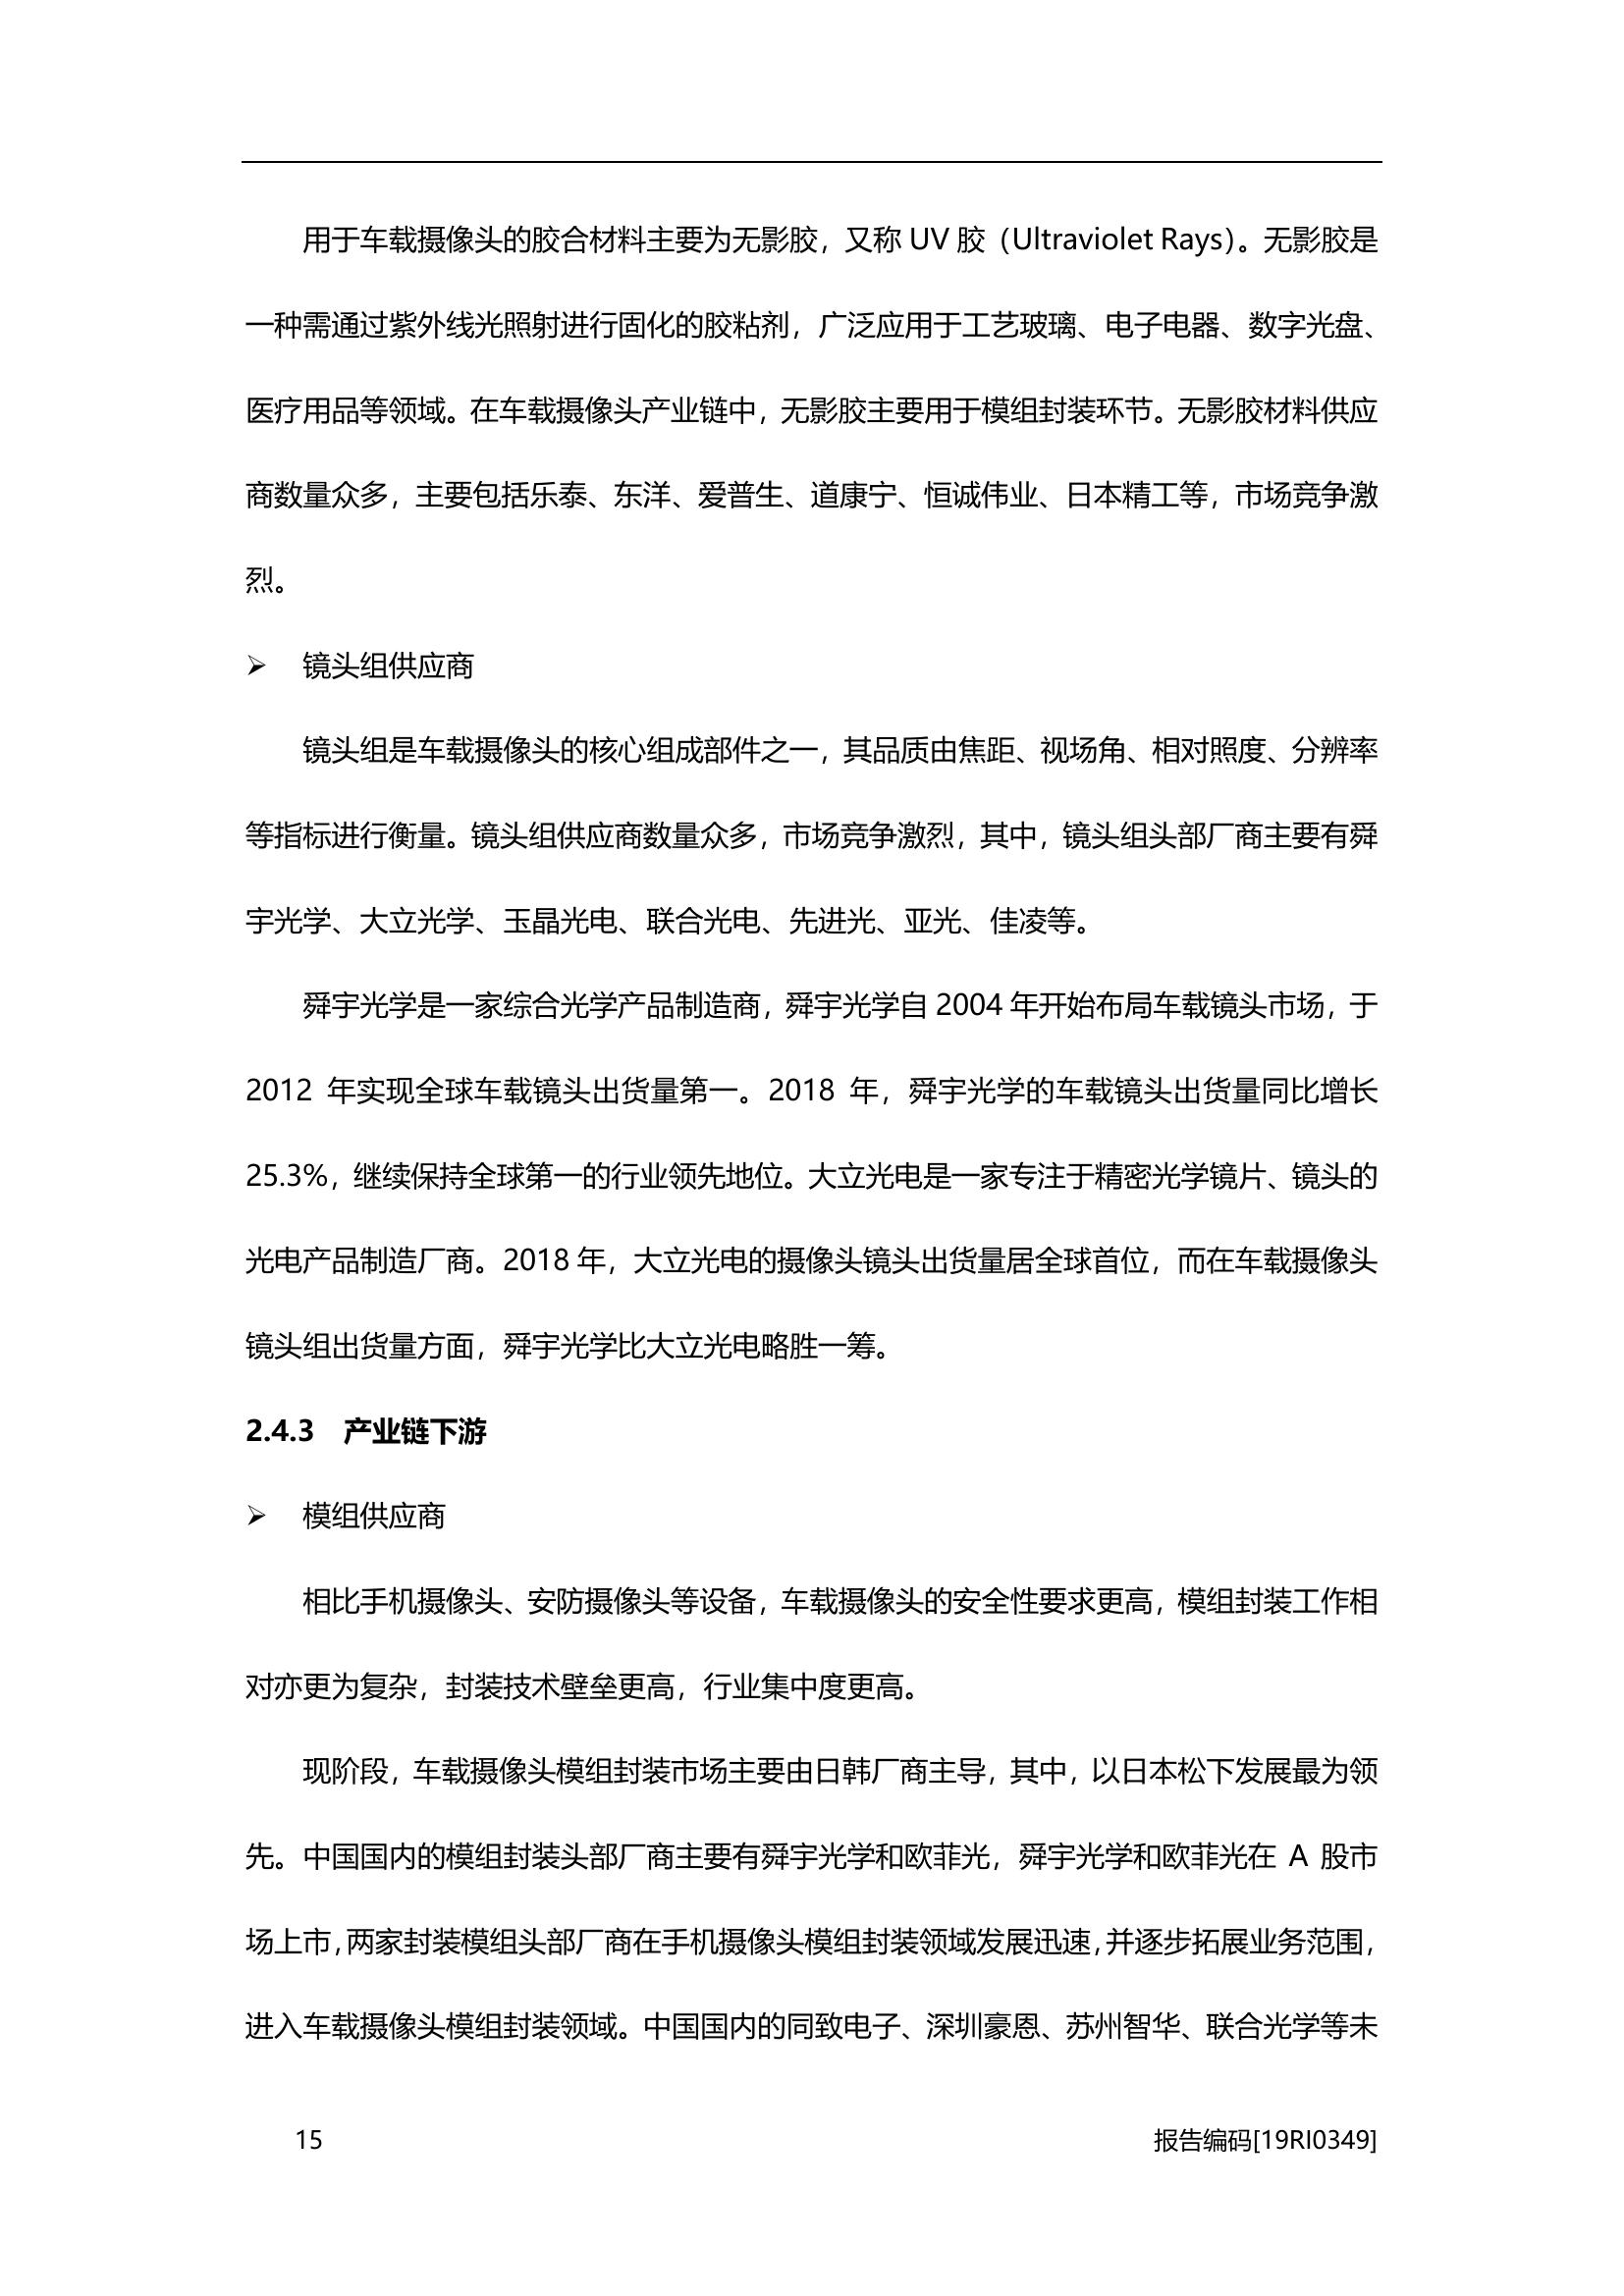 用于车载摄像头的胶合材料主要为无影胶，又称 UV 胶（Ultraviolet Rays）。无影胶是
一种需通过紫外线光照射进行固化的胶粘剂，广泛应用于工艺玻璃、电子电器、数字光盘、
医疗用品等领域。在车载摄像头产业链中，无影胶主要用于模组封装环节。无影胶材料供应
商数量众多，主要包括乐泰、东洋、爱普生、道康宁、恒诚伟业、日本精工等，市场竞争激
烈。
➢ 镜头组供应商
镜头组是车载摄像头的核心组成部件之一，其品质由焦距、视场角、相对照度、分辨率
等指标进行衡量。镜头组供应商数量众多，市场竞争激烈，其中，镜头组头部厂商主要有舜
宇光学、大立光学、玉晶光电、联合光电、先进光、亚光、佳凌等。
舜宇光学是一家综合光学产品制造商，舜宇光学自 2004 年开始布局车载镜头市场，于
2012 年实现全球车载镜头出货量第一。2018 年，舜宇光学的车载镜头出货量同比增长
25.3%，继续保持全球第一的行业领先地位。大立光电是一家专注于精密光学镜片、镜头的
光电产品制造厂商。2018 年，大立光电的摄像头镜头出货量居全球首位，而在车载摄像头
镜头组出货量方面，舜宇光学比大立光电略胜一筹。
2.4.3 产业链下游
➢ 模组供应商
相比手机摄像头、安防摄像头等设备，车载摄像头的安全性要求更高，模组封装工作相
对亦更为复杂，封装技术壁垒更高，行业集中度更高。
现阶段，车载摄像头模组封装市场主要由日韩厂商主导，其中，以日本松下发展最为领
先。中国国内的模组封装头部厂商主要有舜宇光学和欧菲光，舜宇光学和欧菲光在 A 股市
场上市，两家封装模组头部厂商在手机摄像头模组封装领域发展迅速，并逐步拓展业务范围，
进入车载摄像头模组封装领域。中国国内的同致电子、深圳豪恩、苏州智华、联合光学等未
15 报告编码[19RI0349]